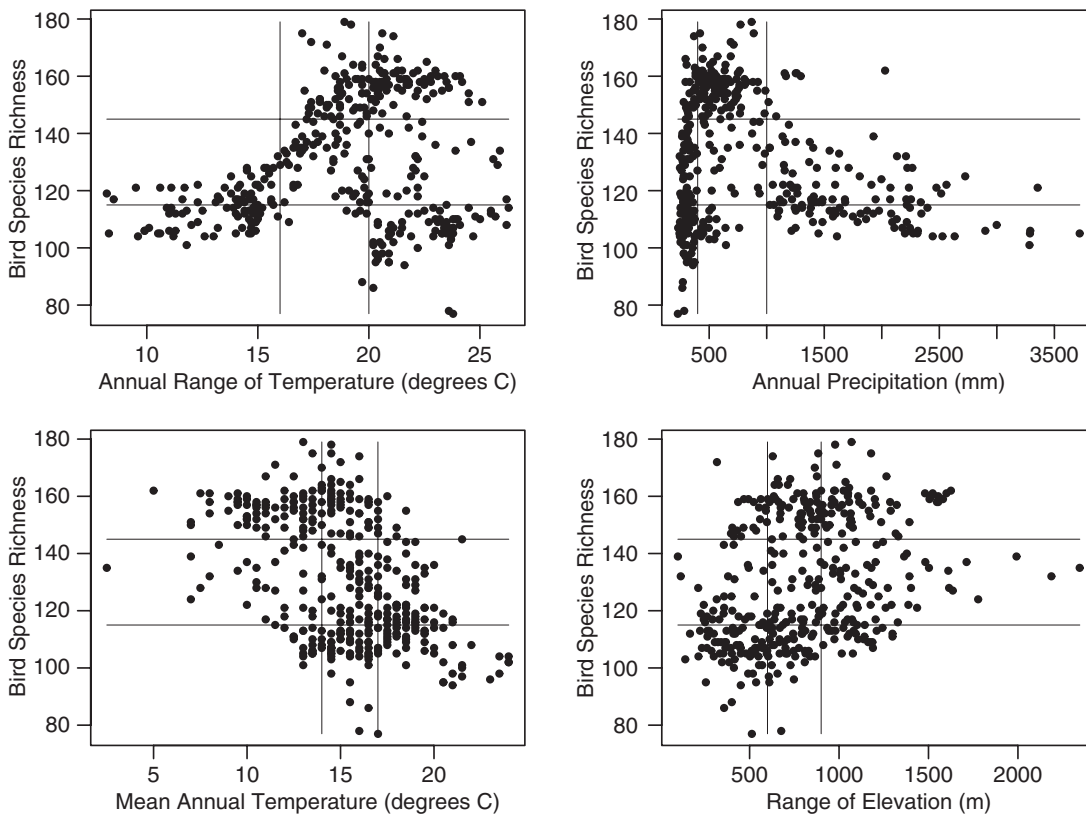 180
160
140
120
100
80
Bird Species Richness
10 15 20 25
Annual Range of Temperature (degrees C)
180
160
140
120
100
80
Bird Species Richness
500 1500 2500 3500
Annual Precipitation (mm)
180
160
140
120
100
80
Bird Species Richness
5 10 15 20
Mean Annual Temperature (degrees C)
180
160
140
120
100
80
Bird Species Richness
500 1000 1500 2000
Range of Elevation (m)